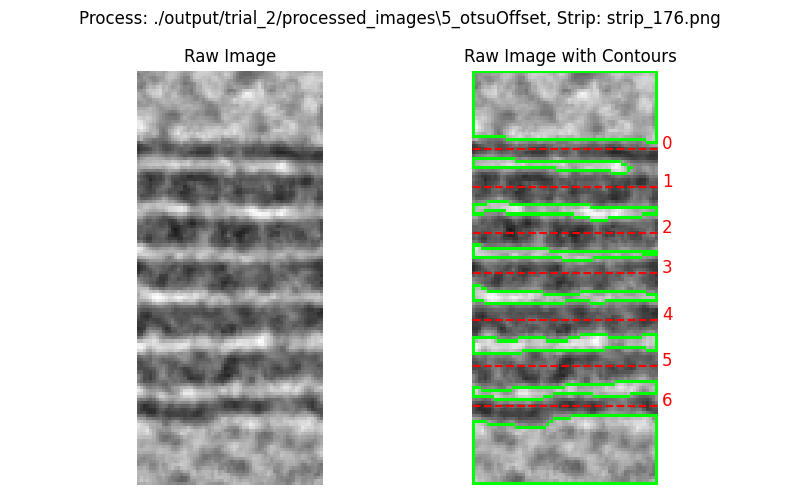 Process: ./output/trial_2/processed_images\5_otsuOffset, Strip: strip_176.png
Raw Image
Raw Image with Contours
0
1
2
3
4
5
6